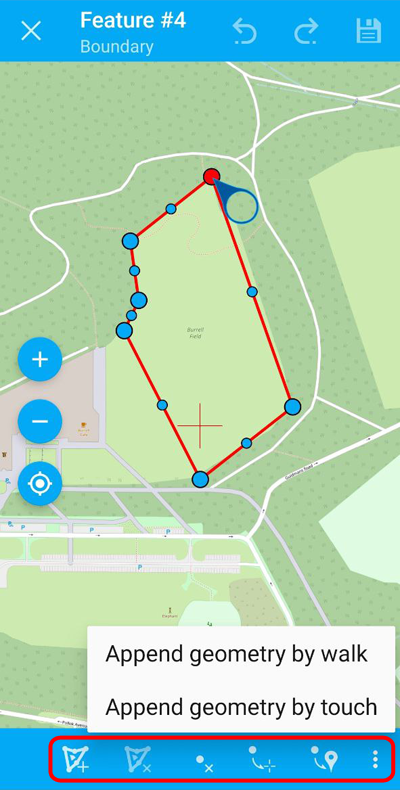 Feature #4
Boundary
Burrell
Field
P
P
P
Append geometry by walk
Append geometry by touch